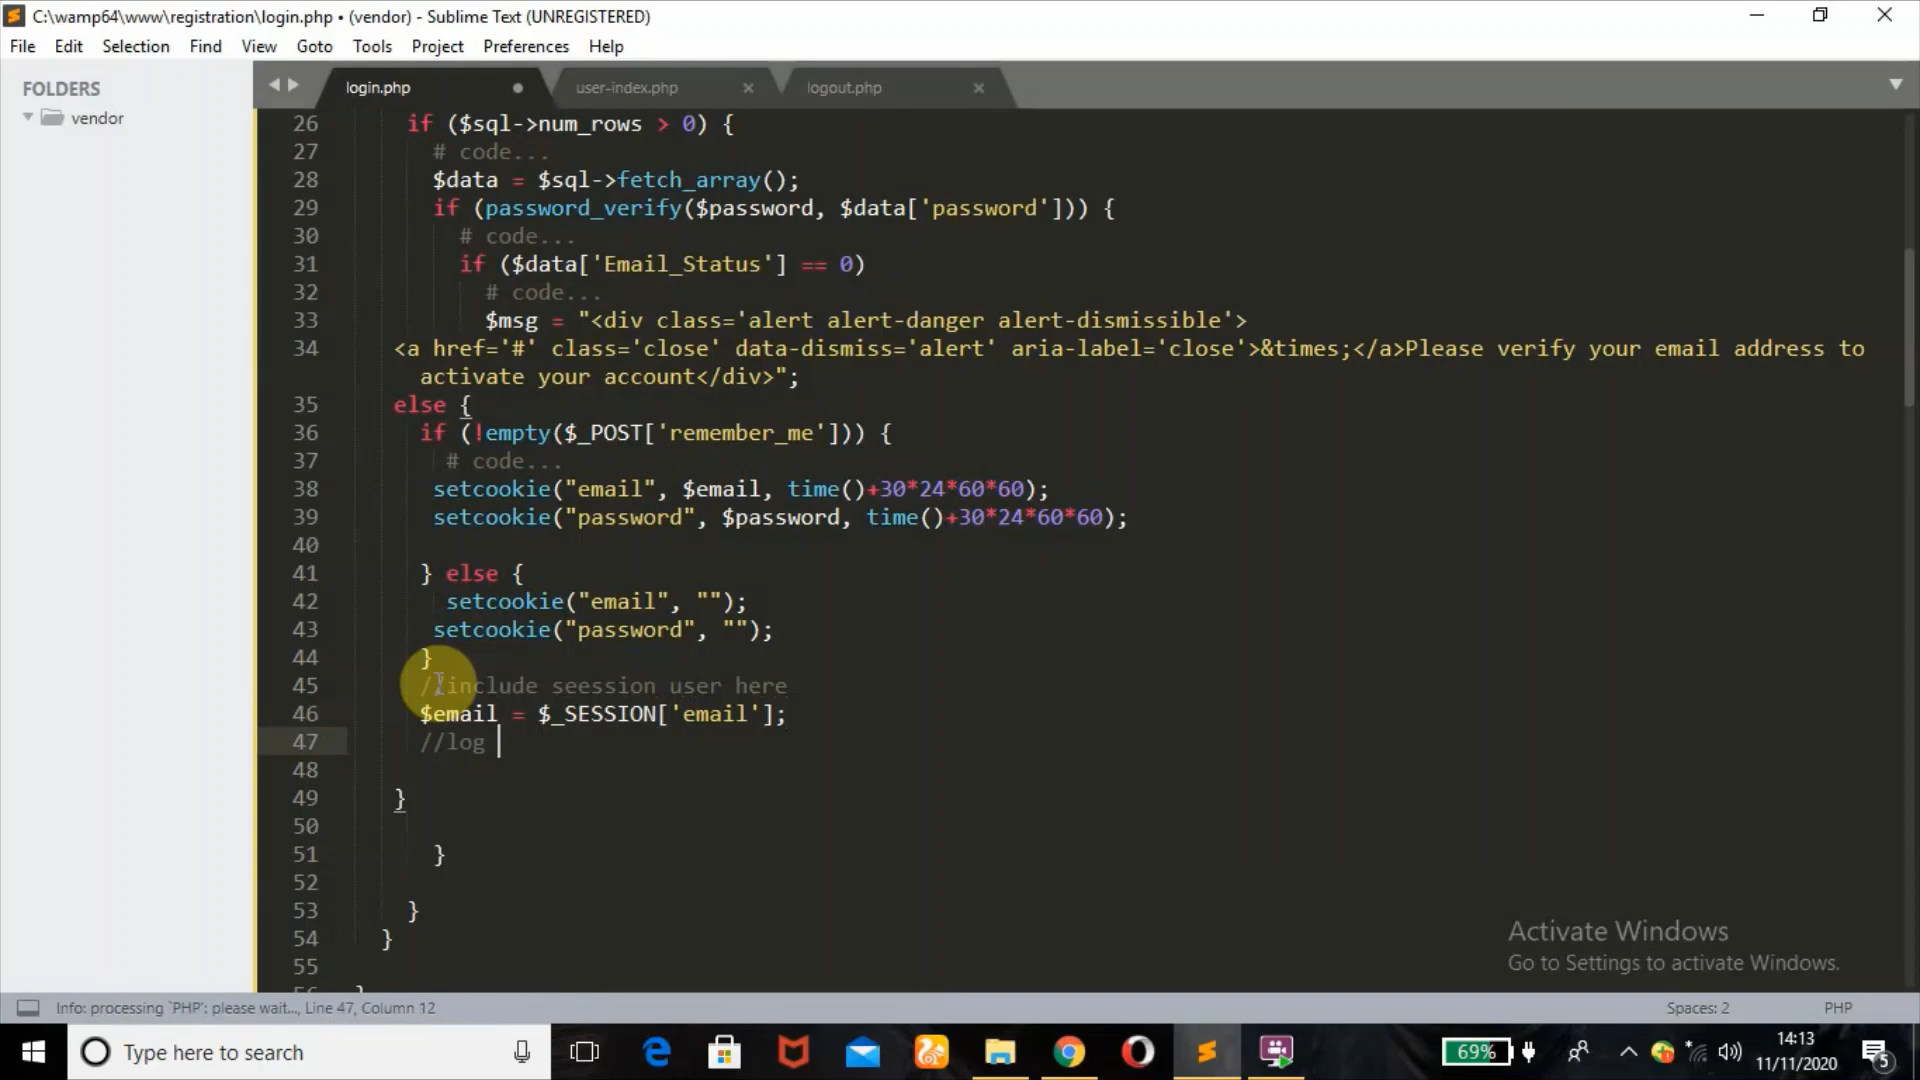 C:\wamp64\www\registration\login.php • (vendor) - Sublime Text (UNREGISTERED)
File Edit Selection Find View Goto Tools Project Preferences Help
FOLDERS
vendor
login.php
user-index.php
logout.php
26 if ($sql->num_rows > 0) {
27 # code...
28 $data = $sql->fetch_array();
29 if (password_verify($password, $data['password'])) {
30 # code...
31 if ($data['Email_Status'] == 0)
32 # code...
33 $msg = "<div class='alert alert-danger alert-dismissible'>
34 <a href='#' class='close' data-dismiss='alert' aria-label='close'>&times;</a>Please verify your email address to
activate your account</div>";
35 else {
36 if (!empty($_POST['remember_me'])) {
37 # code...
38 setcookie("email", $email, time()+30*24*60*60);
39 setcookie("password", $password, time()+30*24*60*60);
40
41 } else {
42 setcookie("email", "");
43 setcookie("password", "");
44 }
45 //include seession user here
46 $email = $_SESSION['email'];
47 //log
48
49 }
50
51 }
52
53 }
54 }
55
Activate Windows
Go to Settings to activate Windows.
Info: processing `PHP`: please wait..., Line 47, Column 12
Spaces: 2
PHP
Type here to search
69%
14:13
11/11/2020
5